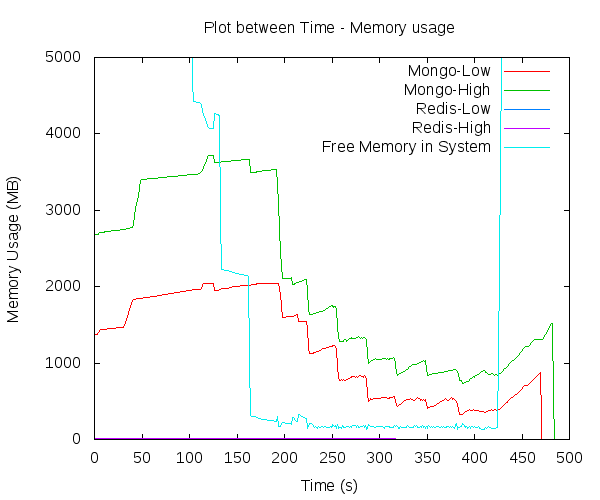 Plot between Time - Memory usage
5000
4000
3000
2000
1000
0
Memory Usage (MB)
Mongo-Low
Mongo-High
Redis-Low
Redis-High
Free Memory in System
0 50 100 150 200 250 300 350 400 450 500
Time (s)